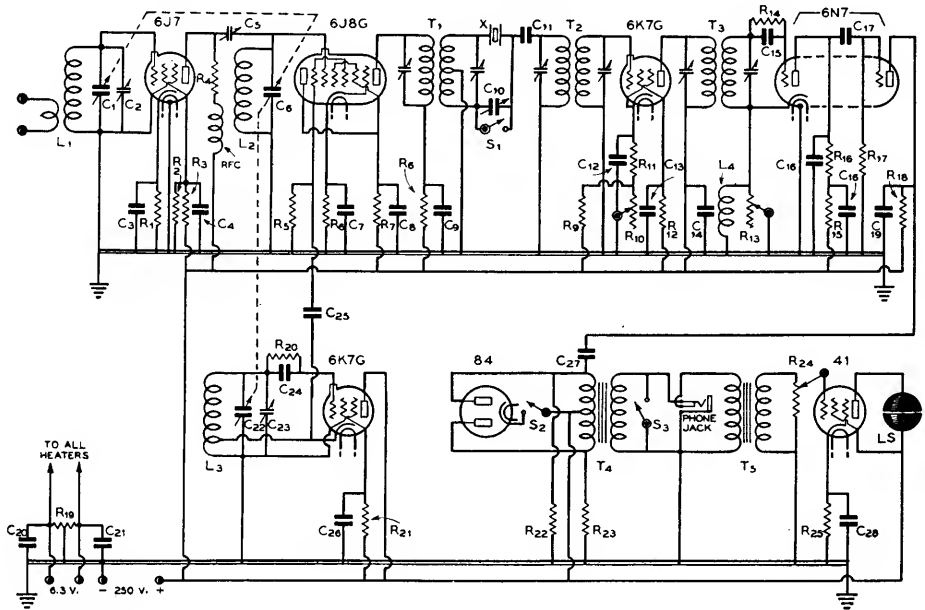 6J7
6J8G
6K7G
6N7
C5
T1
X
C11
T2
T3
R14
C15
C17
R4
C1
C2
L2
C6
C10
S1
L1
RFC
R2
R3
R6
C12
R11
C13
L4
C16
R16
R17
R18
C3
R1
C4
R5
R6
C7
R7
C8
C9
R9
R10
R12
C14
R13
R15
C16
C19
C25
R20
C24
6K7G
84
C27
R24
41
C22
C23
S2
S3
PHONE
JACK
LS
L3
T4
T5
TO ALL
HEATERS
R19
C20
C21
C26
R21
R22
R23
R25
C28
6.3 V.
- 250 V. +